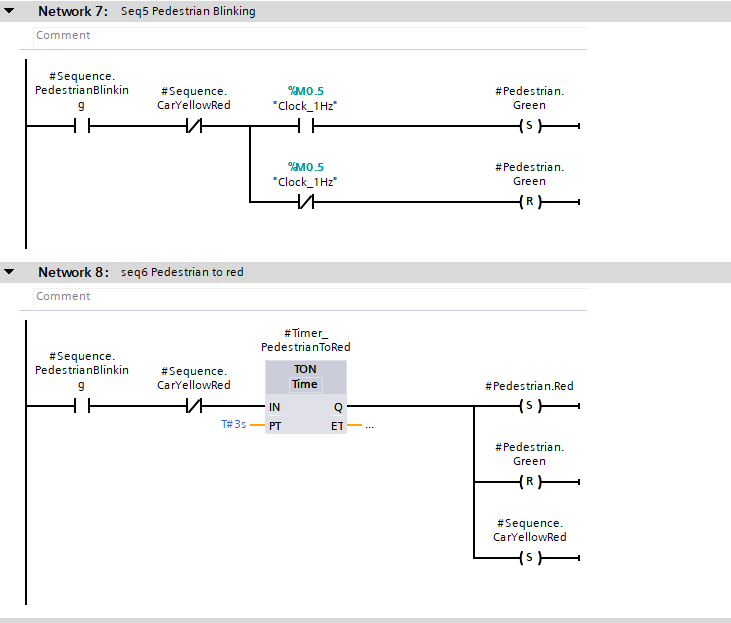 Network 7: Seq5 Pedestrian Blinking
Comment
#Sequence.
PedestrianBlinkin
g
#Sequence.
CarYellowRed
%M0.5
"Clock_1Hz"
#Pedestrian.
Green
S
%M0.5
"Clock_1Hz"
#Pedestrian.
Green
R
Network 8: seq6 Pedestrian to red
Comment
#Timer_
PedestrianToRed
#Sequence.
PedestrianBlinkin
g
#Sequence.
CarYellowRed
TON
Time
IN Q
T#3s PT ET ...
#Pedestrian.Red
S
#Pedestrian.
Green
R
#Sequence.
CarYellowRed
S